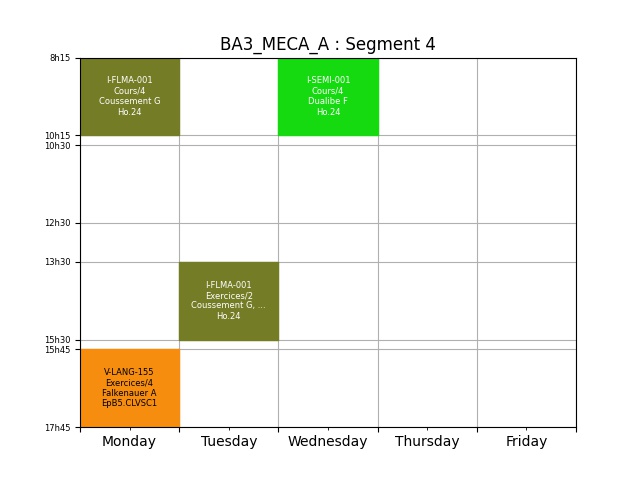 BA3_MECA_A : Segment 4
8h15
I-FLMA-001
Cours/4
Coussement G
Ho.24
I-SEMI-001
Cours/4
Dualibe F
Ho.24
10h15
10h30
12h30
13h30
I-FLMA-001
Exercices/2
Coussement G, ...
Ho.24
15h30
15h45
V-LANG-155
Exercices/4
Falkenauer A
EpB5.CLVSC1
17h45
Monday
Tuesday
Wednesday
Thursday
Friday